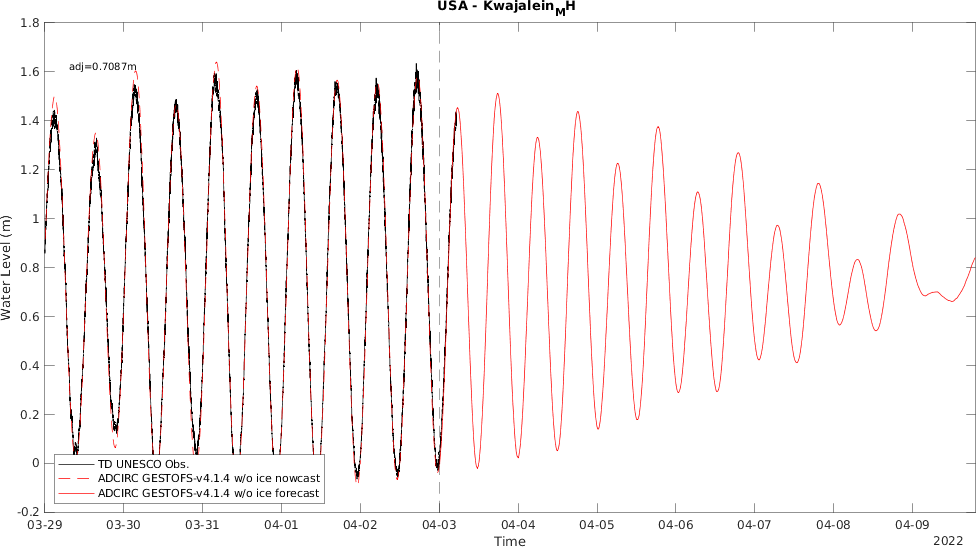 USA - Kwajalein_MH
1.8
adj=0.7087m
1.6
1.4
1.2
1
0.8
0.6
0.4
0.2
0
-0.2
Water Level (m)
TD UNESCO Obs.
ADCIRC GESTOFS-v4.1.4 w/o ice nowcast
ADCIRC GESTOFS-v4.1.4 w/o ice forecast
03-29 03-30 03-31 04-01 04-02 04-03 04-04 04-05 04-06 04-07 04-08 04-09
Time
2022